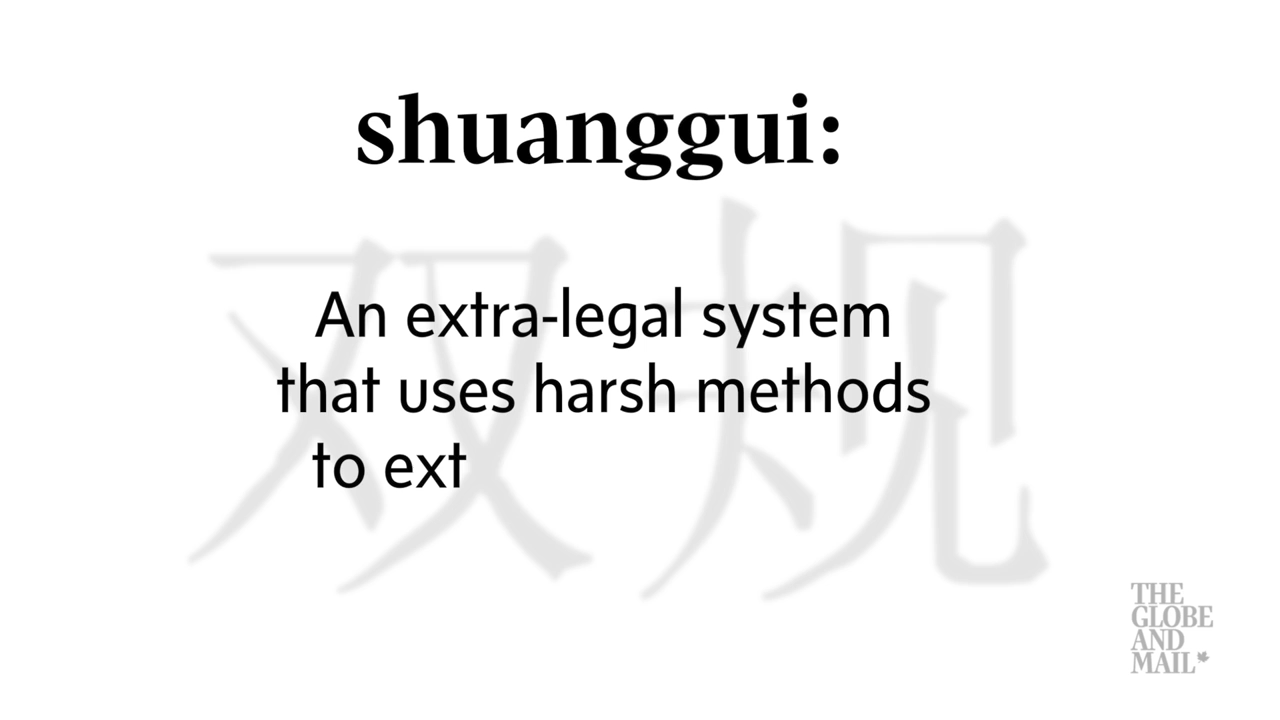 shuanggui:
双规
An extra-legal system
that uses harsh methods
to ext
THE
GLOBE
AND
MAIL